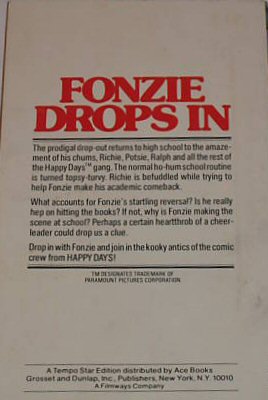 FONZIE
DROPS IN
The prodigal drop-out returns to high school to the amaze-
ment of his chums, Richie, Potsie, Ralph and all the rest of
the Happy Days™ gang. The normal ho-hum school routine
is turned topsy-turvy. Richie is befuddled while trying to
help Fonzie make his academic comeback.
What accounts for Fonzie's startling reversal? Is he really
hep on hitting the books? If not, why is Fonzie making the
scene at school? Perhaps a certain heartthrob of a cheer-
leader could drop us a clue.
Drop in with Fonzie and join in the kooky antics of the comic
crew from HAPPY DAYS!
TM DESIGNATES TRADEMARK OF
PARAMOUNT PICTURES CORPORATION
A Tempo Star Edition distributed by Ace Books
Grosset and Dunlap, Inc., Publishers, New York, N.Y. 10010
A Filmways Company